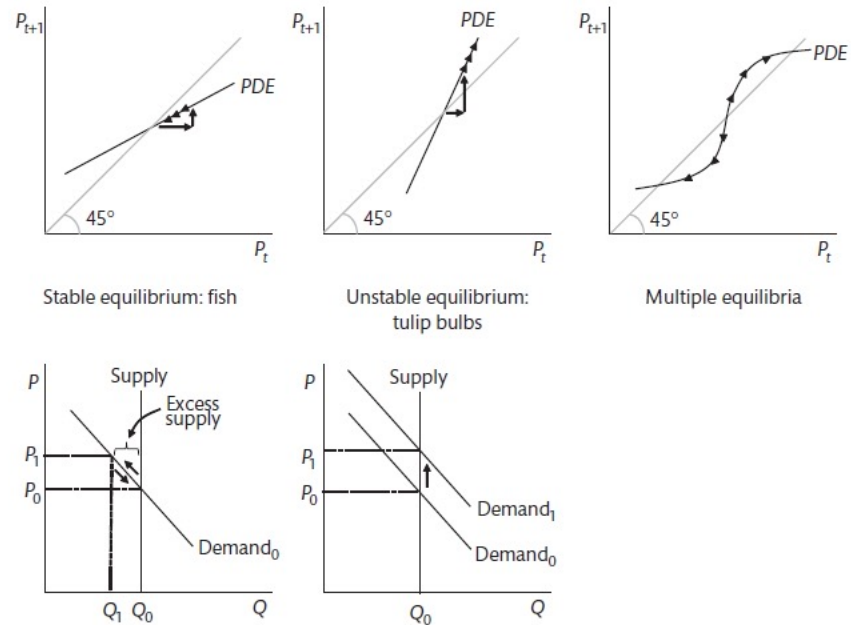 P_{t+1}
PDE
45°
P_t
Stable equilibrium: fish
P_{t+1}
PDE
45°
P_t
Unstable equilibrium:
tulip bulbs
P_{t+1}
PDE
45°
P_t
Multiple equilibria
P
Supply
Excess
supply
P_1
P_0
Demand_0
Q_1
Q_0
Q
P
Supply
P_1
P_0
Demand_1
Demand_0
Q_0
Q